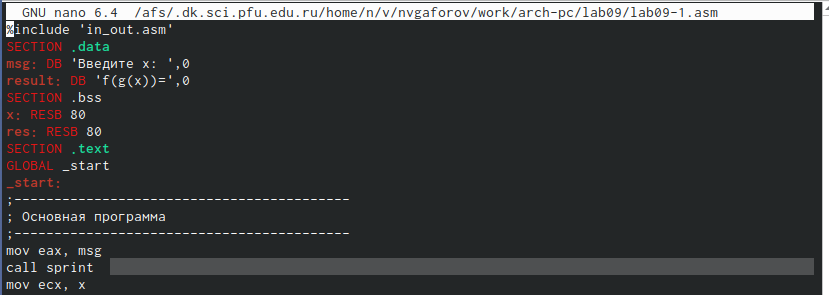 GNU nano 6.4 /afs/.dk.sci.pfu.edu.ru/home/n/v/nvgaforov/work/arch-pc/lab09/lab09-1.asm
%include 'in_out.asm'
SECTION .data
msg: DB 'Введите x: ',0
result: DB 'f(g(x))=',0
SECTION .bss
x: RESB 80
res: RESB 80
SECTION .text
GLOBAL _start
_start:
;------------------------------------------
; Основная программа
;------------------------------------------
mov eax, msg
call sprint
mov ecx, x